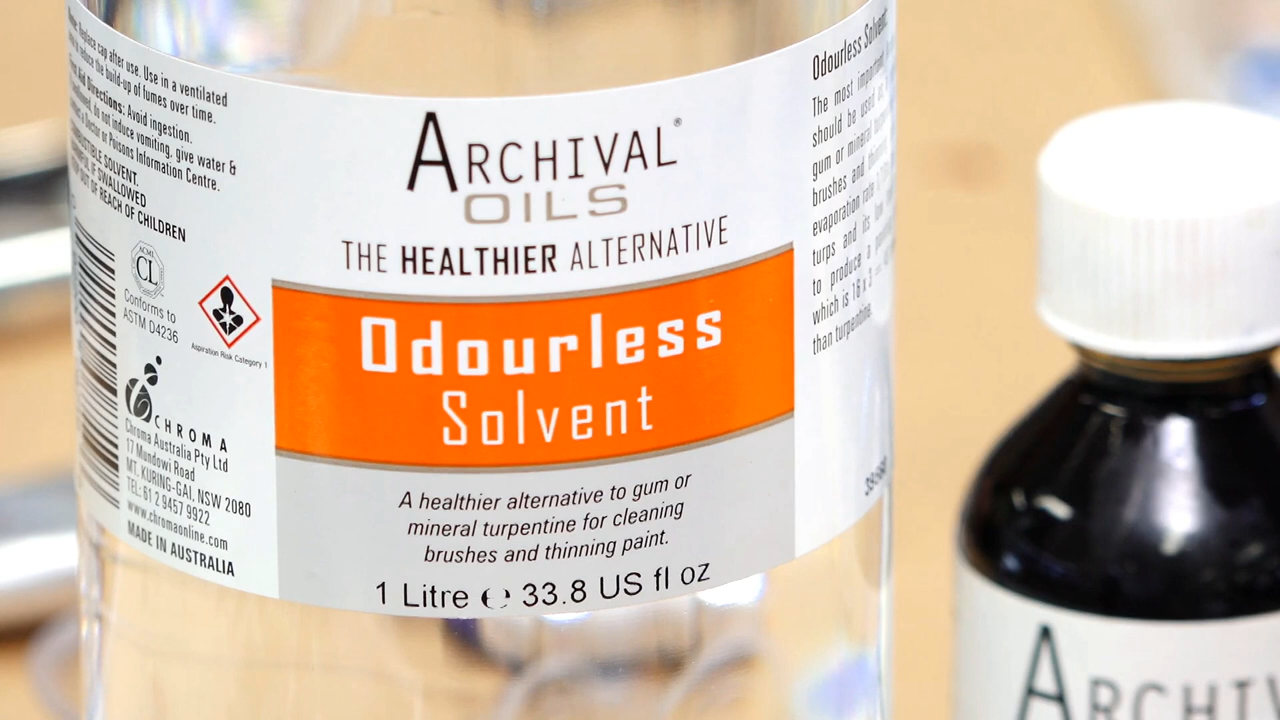 Replace cap after use. Use in a ventilated
reduce the build-up of fumes over time.
Directions: Avoid ingestion.
do not induce vomiting, give water &
Doctor or Poisons Information Centre.
SOLVENT.
IF SWALLOWED
OF REACH OF CHILDREN
ACMI
CL
Conforms to
ASTM D4236
Aspiration Risk Category 1
CHROMA
Chroma Australia Pty Ltd
17 Mundowi Road
MT. KURING-GAI, NSW 2080
TEL: 61 2 9457 9922
www.chromaonline.com
MADE IN AUSTRALIA
ARCHIVAL®
OILS
THE HEALTHIER ALTERNATIVE
Odourless
Solvent
A healthier alternative to gum or
mineral turpentine for cleaning
brushes and thinning paint.
1 Litre ℮ 33.8 US fl oz
Odourless Solvent
The most
should be used
gum or mineral
brushes and
evaporation
turps and its
to produce a
which is 16 x
than turpentine.
ARCHIV